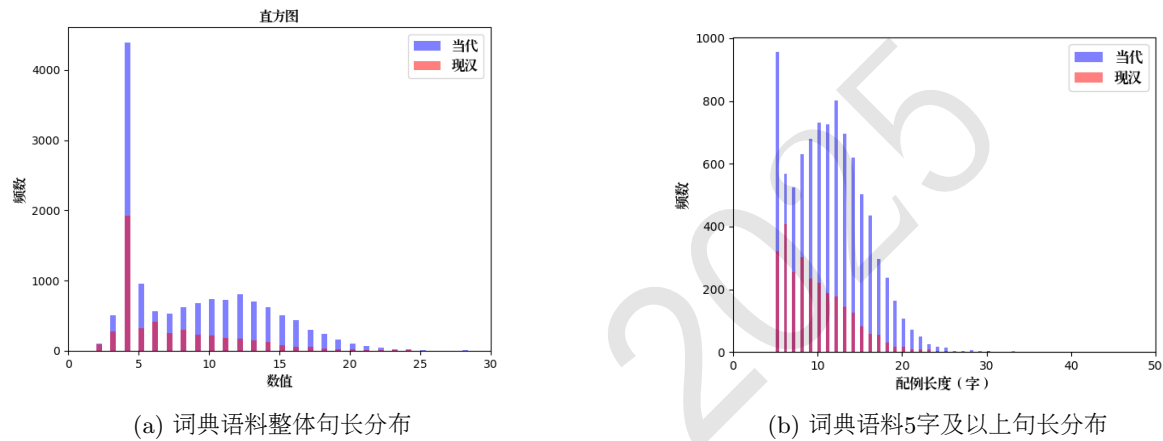 直方图
当代
现汉
4000
3000
2000
1000
0
频数
0 5 10 15 20 25 30
数值
(a) 词典语料整体句长分布
1000
当代
现汉
800
600
400
200
0
频数
0 10 20 30 40 50
配例长度（字）
(b) 词典语料5字及以上句长分布
2025